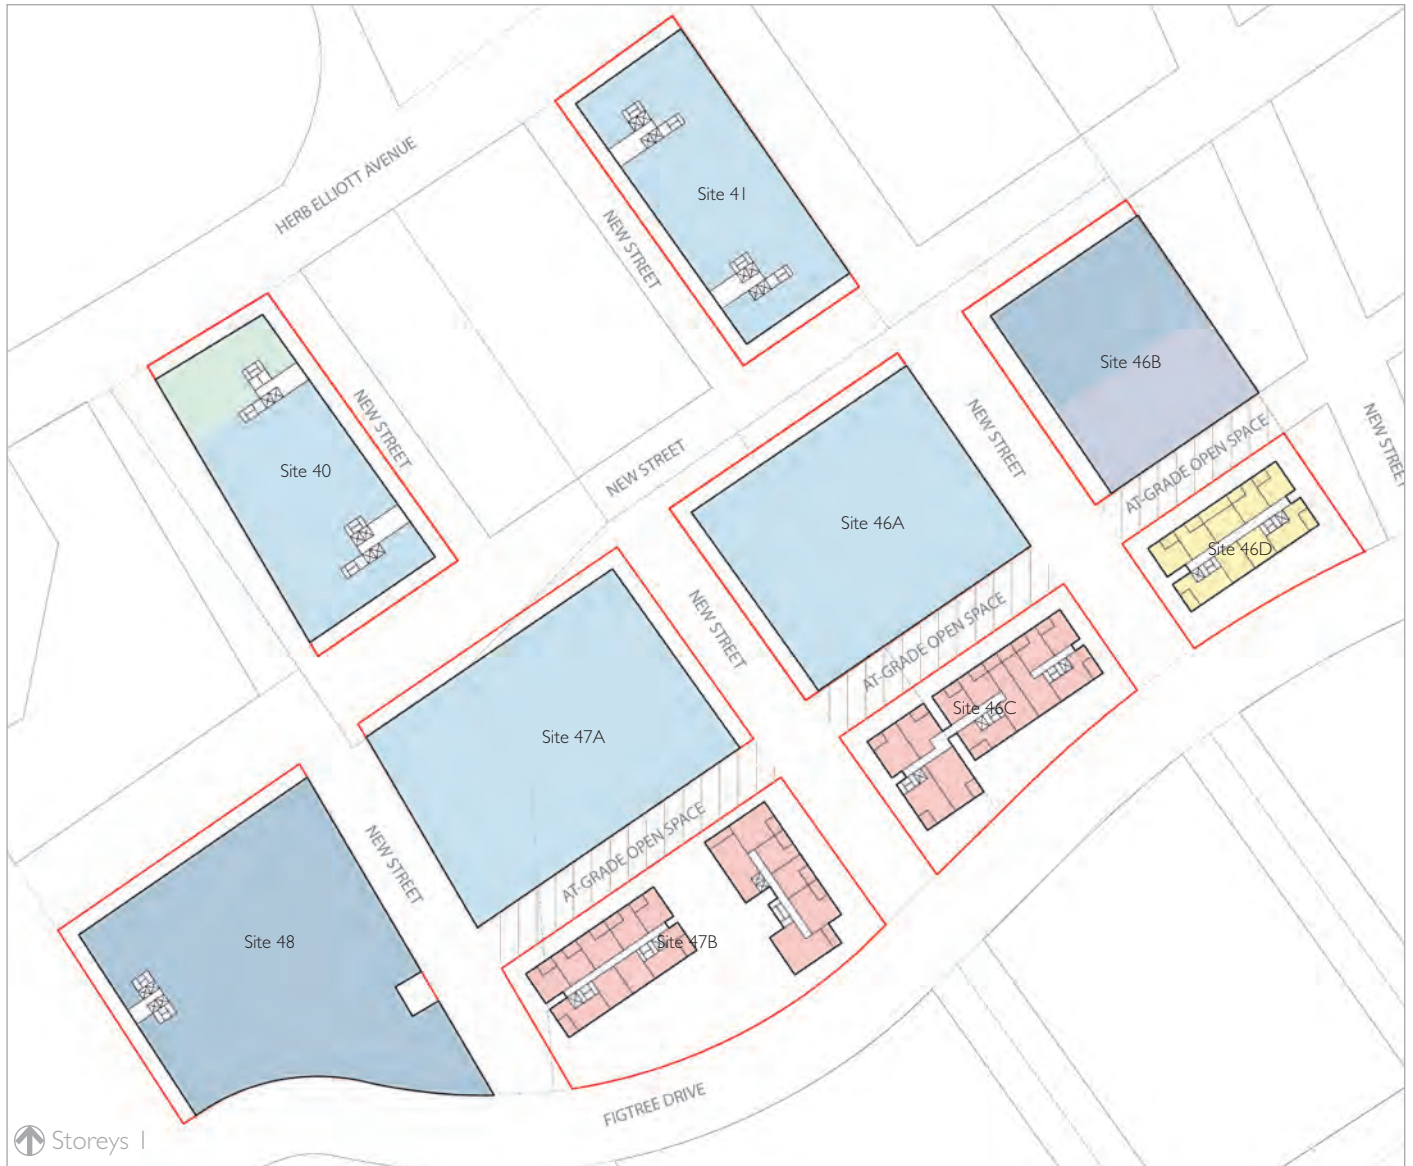 HERB ELLIOTT AVENUE
Site 41
NEW STREET
Site 46B
NEW STREET
Site 40
NEW STREET
NEW STREET
NEW STREET
AT-GRADE OPEN SPACE
Site 46A
Site 46D
NEW STREET
AT-GRADE OPEN SPACE
Site 46C
Site 47A
NEW STREET
AT-GRADE OPEN SPACE
Site 48
Site 47B
FIGTREE DRIVE
Storeys 1